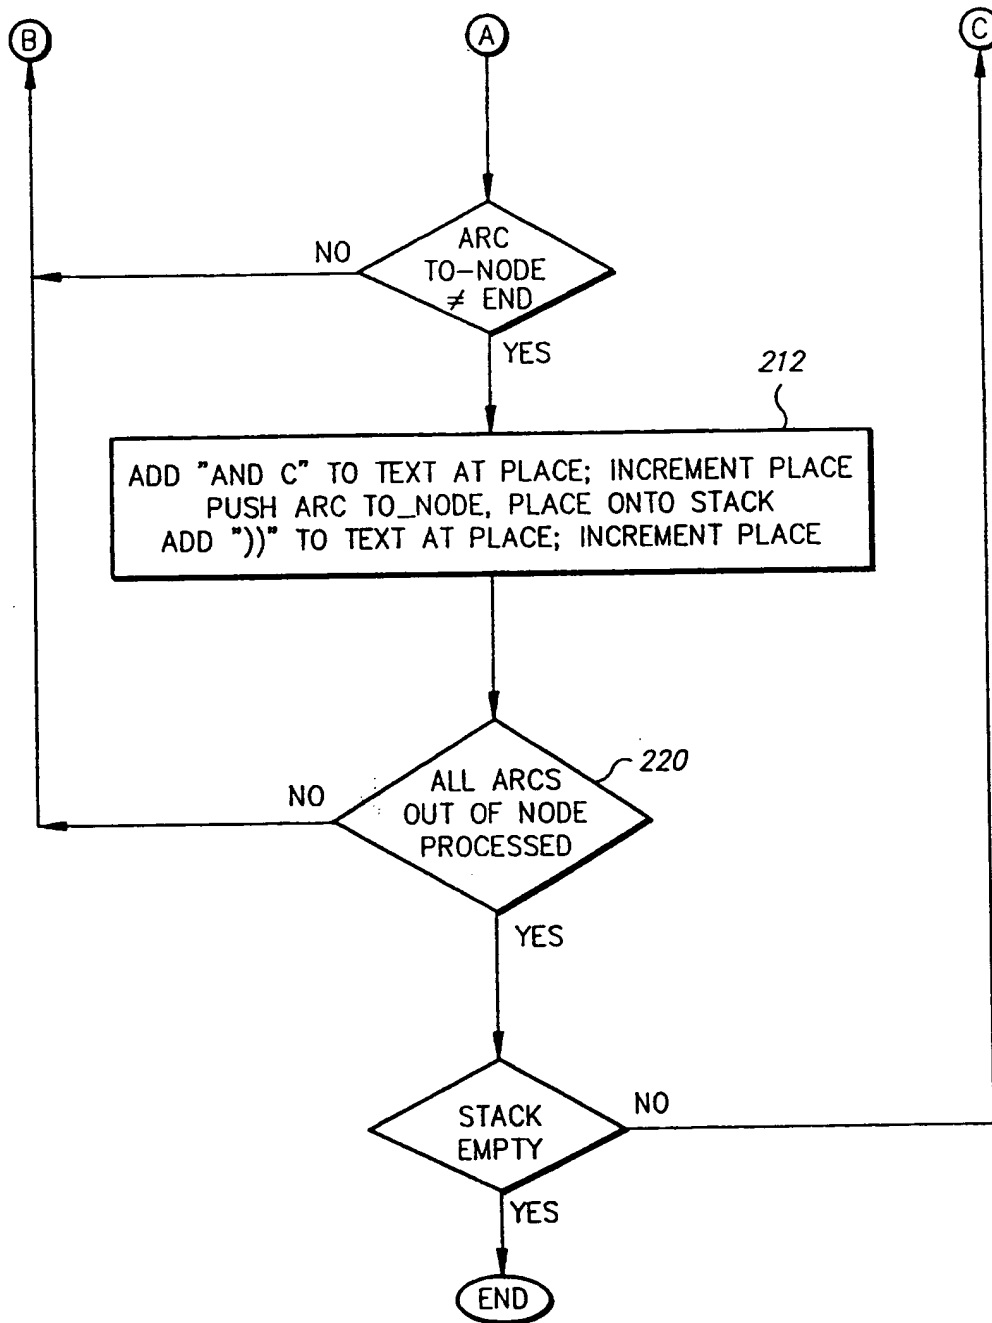 B
A
C
ARC
TO-NODE
≠ END
NO
YES
212
ADD "AND C" TO TEXT AT PLACE; INCREMENT PLACE
PUSH ARC TO_NODE, PLACE ONTO STACK
ADD "))" TO TEXT AT PLACE; INCREMENT PLACE
220
ALL ARCS
OUT OF NODE
PROCESSED
NO
YES
STACK
EMPTY
NO
YES
END